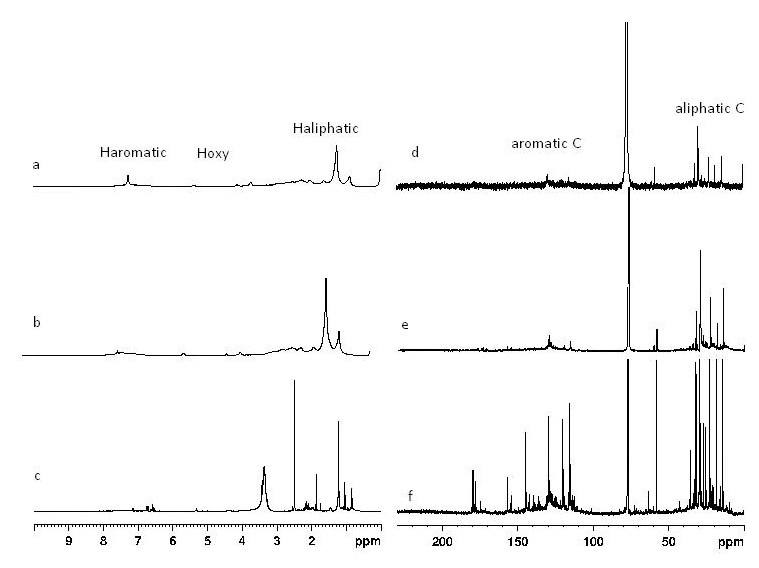 Haliphatic
aliphatic C
Haromatic
Hoxy
aromatic C
a
d
b
e
c
f
9 8 7 6 5 4 3 2 ppm
200 150 100 50 ppm